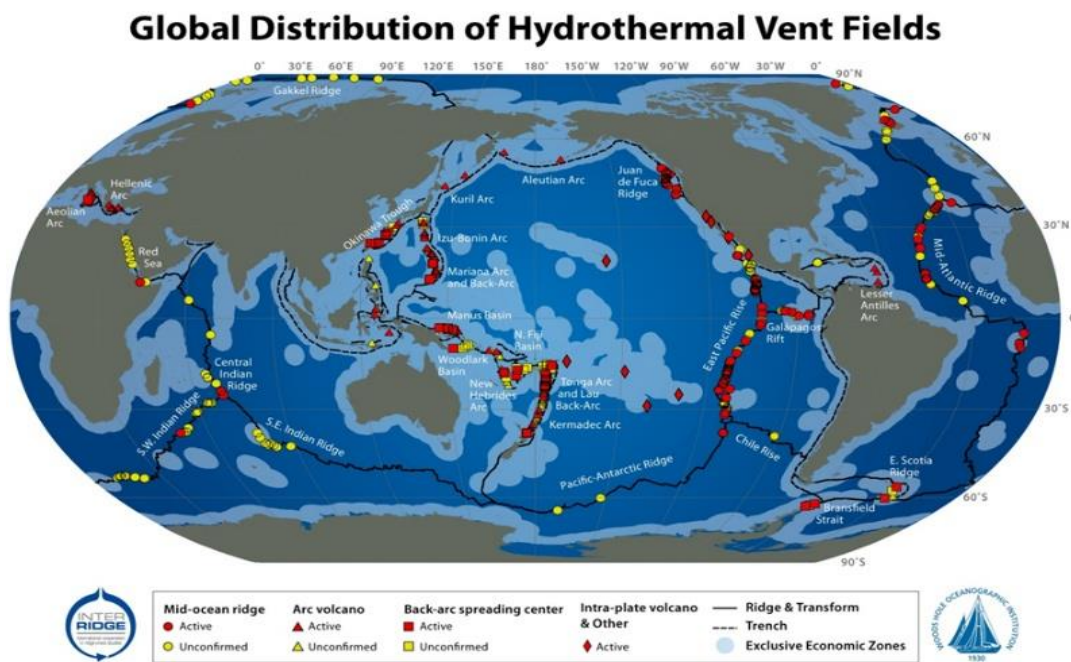 Global Distribution of Hydrothermal Vent Fields
0° 30°E 60°E 90°E 120°E 150°E 180° 150°W 120°W 90°W 60°W 30°W 0° 90°N
Gakkel Ridge
60°N
Hellenic
Arc
Aeolian
Arc
Aleutian Arc
Juan
de Fuca
Ridge
Kuril Arc
Okinawa Trough
30°N
Izu-Bonin Arc
Red
Sea
Mariana Arc
and Back-Arc
Mid-Atlantic Ridge
Lesser
Antilles
Arc
0°
Manus Basin
Galápagos
Rift
N. Fiji
Basin
East Pacific Rise
Woodlark
Basin
Central
Indian
Ridge
New
Hebrides
Arc
Tonga Arc
and Lau
Back-Arc
30°S
Kermadec Arc
S.W. Indian Ridge
S.E. Indian Ridge
Chile Rise
E. Scotia
Ridge
Pacific-Antarctic Ridge
60°S
Bransfield
Strait
90°S
INTER
RIDGE
Mid-ocean ridge
Active
Unconfirmed
Arc volcano
Active
Unconfirmed
Back-arc spreading center
Active
Unconfirmed
Intra-plate volcano
& Other
Active
Ridge & Transform
Trench
Exclusive Economic Zones
WOODS HOLE OCEANOGRAPHIC INSTITUTION
1930